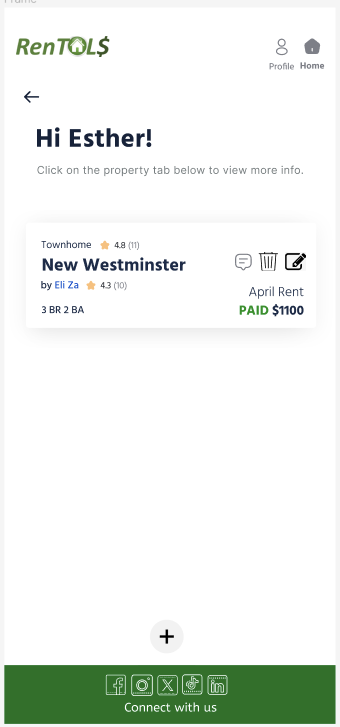 Frame
RenTOL$
Profile Home
Hi Esther!
Click on the property tab below to view more info.
Townhome 4.8 (11)
New Westminster
by Eli Za 4.3 (10)
April Rent
3 BR 2 BA
PAID $1100
Connect with us